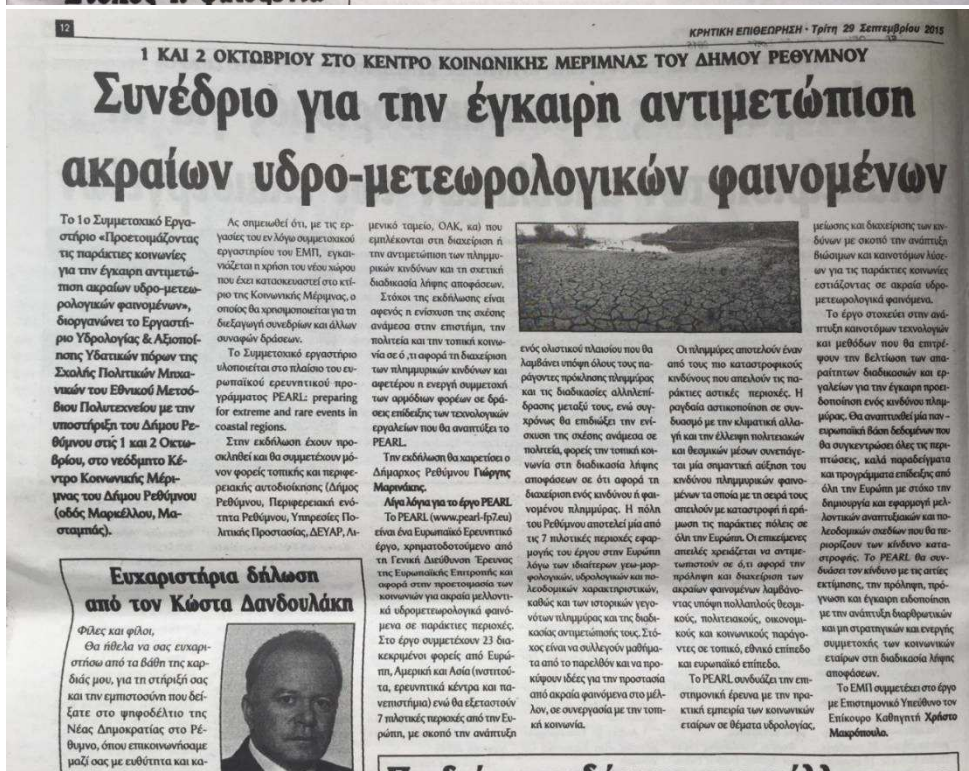 12
ΚΡΗΤΙΚΗ ΕΠΙΘΕΩΡΗΣΗ · Τρίτη 29 Σεπτεμβρίου 2015
1 ΚΑΙ 2 ΟΚΤΩΒΡΙΟΥ ΣΤΟ ΚΕΝΤΡΟ ΚΟΙΝΩΝΙΚΗΣ ΜΕΡΙΜΝΑΣ ΤΟΥ ΔΗΜΟΥ ΡΕΘΥΜΝΟΥ
Συνέδριο για την έγκαιρη αντιμετώπιση
ακραίων υδρο-μετεωρολογικών φαινομένων
Το 1ο Συμμετοχικό Εργα-
στήριο «Προετοιμάζοντας
τις παράκτιες κοινωνίες
για την έγκαιρη αντιμετώ-
πιση ακραίων υδρο-μετεω-
ρολογικών φαινομένων»,
διοργανώνει το Εργαστή-
ριο Υδρολογίας & Αξιοποί-
ησης Υδατικών πόρων της
Σχολής Πολιτικών Μηχα-
νικών του Εθνικού Μετσό-
βιου Πολυτεχνείου με την
υποστήριξη του Δήμου Ρε-
θύμνου στις 1 και 2 Οκτω-
βρίου, στο νεόδμητο Κέ-
ντρο Κοινωνικής Μέρι-
μνας του Δήμου Ρεθύμνου
(οδός Μαρκέλλου, Μα-
σταμπάς).
Ας σημειωθεί ότι, με τις ερ-
γασίες του εν λόγω συμμετοχικού
εργαστηρίου του ΕΜΠ, εγκαι-
νιάζεται η χρήση του νέου χώρου
που έχει κατασκευαστεί στο κτί-
ριο της Κοινωνικής Μέριμνας, ο
οποίος θα χρησιμοποιείται για τη
διεξαγωγή συνεδρίων και άλλων
συναφών δράσεων.
Το Συμμετοχικό εργαστήριο
υλοποιείται στο πλαίσιο του ευ-
ρωπαϊκού ερευνητικού προ-
γράμματος PEARL: preparing
for extreme and rare events in
coastal regions.
Στην εκδήλωση έχουν προ-
σκληθεί και θα συμμετέχουν μό-
νον φορείς τοπικής και περιφε-
ρειακής αυτοδιοίκησης (Δήμος
Ρεθύμνου, Περιφερειακή ενό-
τητα Ρεθύμνου, Υπηρεσίες Πο-
λιτικής Προστασίας, ΔΕΥΑΡ, Λι-
μενικό ταμείο, ΟΑΚ, κα) που
εμπλέκονται στη διαχείριση ή
την αντιμετώπιση των πλημμυ-
ρικών κινδύνων και τη σχετική
διαδικασία λήψης αποφάσεων.
Στόχοι της εκδήλωσης είναι
αφενός η ενίσχυση της σχέσης
ανάμεσα στην επιστήμη, την
πολιτεία και την τοπική κοινω-
νία σε ό ,τι αφορά τη διαχείριση
των πλημμυρικών κινδύνων και
αφετέρου η ενεργή συμμετοχή
των αρμόδιων φορέων σε δρά-
σεις επίδειξης των τεχνολογικών
εργαλείων που θα αναπτύξει το
PEARL.
Την εκδήλωση θα χαιρετίσει ο
Δήμαρχος Ρεθύμνου Γιώργης
Μαρινάκης.
Λίγα λόγια για το έργο PEARL
Το PEARL (www.pearl-fp7.eu)
είναι ένα Ευρωπαϊκό Ερευνητικό
έργο, χρηματοδοτούμενο από
τη Γενική Διεύθυνση Έρευνας
της Ευρωπαϊκής Επιτροπής και
αφορά στην προετοιμασία των
κοινωνιών για ακραία μελλοντι-
κά υδρομετεωρολογικά φαινό-
μενα σε παράκτιες περιοχές.
Στο έργο συμμετέχουν 23 δια-
κεκριμένοι φορείς από Ευρώ-
πη, Αμερική και Ασία (ινστιτού-
τα, ερευνητικά κέντρα και πα-
νεπιστήμια) ενώ θα εξεταστούν
7 πιλοτικές περιοχές από την Ευ-
ρώπη, με σκοπό την ανάπτυξη
ενός ολιστικού πλαισίου που θα
λαμβάνει υπόψη όλους τους πα-
ράγοντες πρόκλησης πλημμύρας
και τις διαδικασίες αλληλεπί-
δρασης μεταξύ τους, ενώ συγ-
χρόνως θα επιδιώξει την ενί-
σχυση της σχέσης ανάμεσα σε
πολιτεία, φορείς την τοπική κοι-
νωνία στη διαδικασία λήψης
αποφάσεων σε ότι αφορά τη
διαχείριση ενός κινδύνου ή φαι-
νομένου πλημμύρας. Η πόλη
του Ρεθύμνου αποτελεί μία από
τις 7 πιλοτικές περιοχές εφαρ-
μογής του έργου στην Ευρώπη
λόγω των ιδιαίτερων γεω-μορ-
φολογικών, υδρολογικών και πο-
λεοδομικών χαρακτηριστικών,
καθώς και των ιστορικών γεγο-
νότων πλημμύρας και της διαδι-
κασίας αντιμετώπισής τους. Στό-
χος είναι να συλλεγούν μαθήμα-
τα από το παρελθόν και να προ-
κύψουν ιδέες για την προστασία
από ακραία φαινόμενα στο μέλ-
λον, σε συνεργασία με την τοπι-
κή κοινωνία.
Οι πλημμύρες αποτελούν έναν
από τους πιο καταστροφικούς
κινδύνους που απειλούν τις πα-
ράκτιες αστικές περιοχές. Η
ραγδαία αστικοποίηση σε συν-
δυασμό με την κλιματική αλλα-
γή και την έλλειψη πολιτειακών
και θεσμικών μέσων συνεπάγε-
ται μία σημαντική αύξηση του
κινδύνου πλημμυρικών φαινο-
μένων τα οποία με τη σειρά τους
απειλούν με καταστροφή ή ερή-
μωση τις παράκτιες πόλεις σε
όλη την Ευρώπη. Οι επικείμενες
απειλές χρειάζεται να αντιμε-
τωπιστούν σε ό,τι αφορά την
πρόληψη και διαχείριση των
ακραίων φαινομένων λαμβάνο-
ντας υπόψη πολλαπλούς θεσμι-
κούς, πολιτειακούς, οικονομι-
κούς και κοινωνικούς παράγο-
ντες σε τοπικό, εθνικό επίπεδο
και ευρωπαϊκό επίπεδο.
Το PEARL συνδυάζει την επι-
στημονική έρευνα με την πρα-
κτική εμπειρία των κοινωνικών
εταίρων σε θέματα υδρολογίας,
μείωσης και διαχείρισης των κιν-
δύνων με σκοπό την ανάπτυξη
βιώσιμων και καινοτόμων λύσε-
ων για τις παράκτιες κοινωνίες
εστιάζοντας σε ακραία υδρο-
μετεωρολογικά φαινόμενα.
Το έργο στοχεύει στην ανά-
πτυξη καινοτόμων τεχνολογιών
και μεθόδων που θα επιτρέ-
ψουν την βελτίωση των απα-
ραίτητων διαδικασιών και ερ-
γαλείων για την έγκαιρη προει-
δοποίηση ενός κινδύνου πλημ-
μύρας. Θα αναπτυχθεί μία παν-
ευρωπαϊκή βάση δεδομένων που
θα συγκεντρώσει όλες τις περι-
πτώσεις, καλά παραδείγματα
και προγράμματα επίδειξης από
όλη την Ευρώπη με στόχο την
δημιουργία και εφαρμογή μελ-
λοντικών αναπτυξιακών και πο-
λεοδομικών σχεδίων που θα πε-
ριορίζουν τον κίνδυνο κατα-
στροφής. Το PEARL θα συν-
δυάσει τον κίνδυνο με τις αιτίες
εκτίμησης, την πρόληψη, πρό-
γνωση και έγκαιρη ειδοποίηση
με την ανάπτυξη διαρθρωτικών
και μη στρατηγικών και ενεργής
συμμετοχής των κοινωνικών
εταίρων στη διαδικασία λήψης
αποφάσεων.
Το ΕΜΠ συμμετέχει στο έργο
με Επιστημονικό Υπεύθυνο τον
Επίκουρο Καθηγητή Χρήστο
Μακρόπουλο.
Ευχαριστήρια δήλωση
από τον Κώστα Δανδουλάκη
Φίλες και φίλοι,
Θα ήθελα να σας ευχαρι-
στήσω από τα βάθη της καρ-
διάς μου, για τη στήριξή σας
και την εμπιστοσύνη που δεί-
ξατε στο ψηφοδέλτιο της
Νέας Δημοκρατίας στο Ρέ-
θυμνο, όπου επικοινωνήσαμε
μαζί σας με ευθύτητα και κα-